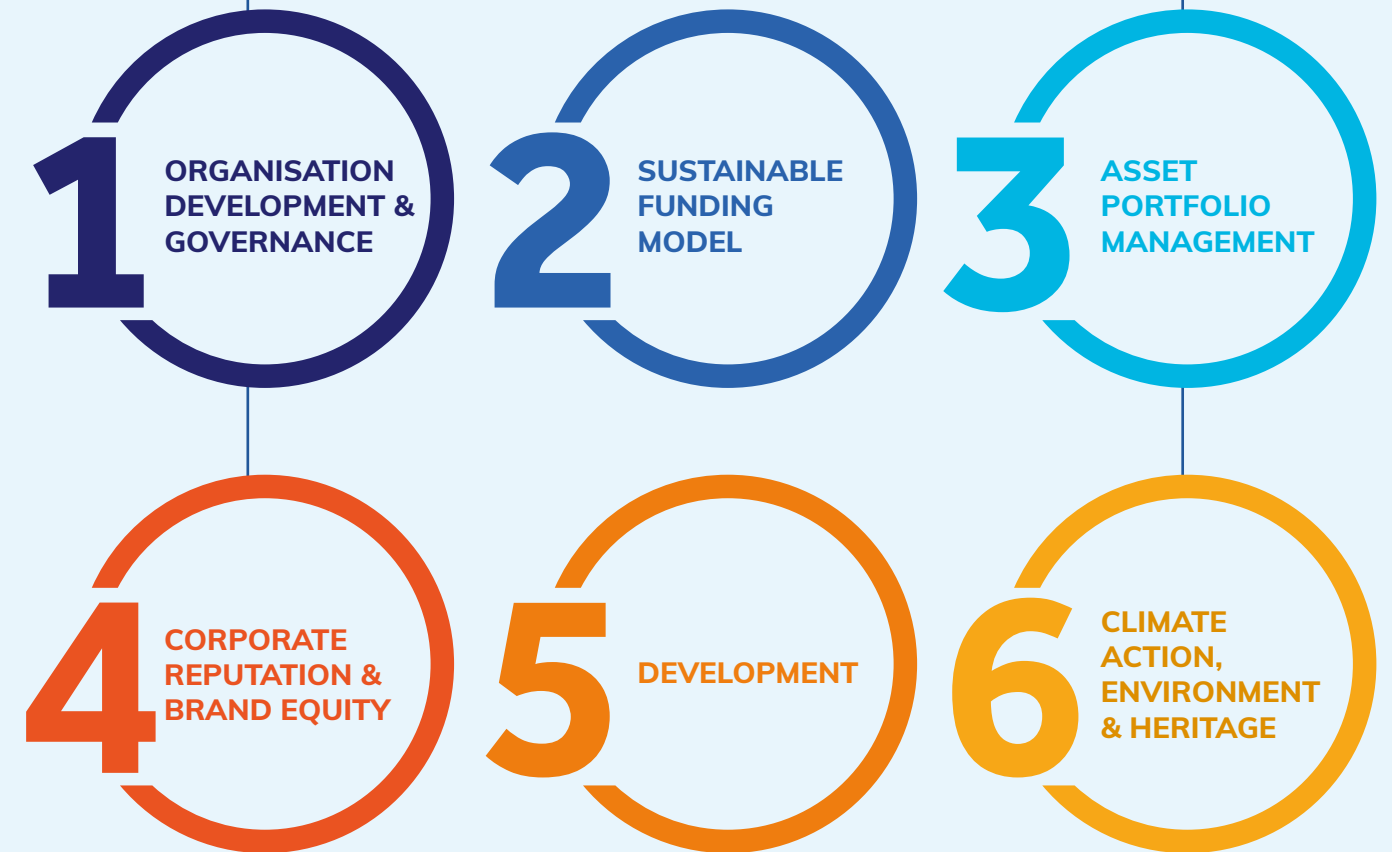 1
ORGANISATION
DEVELOPMENT &
GOVERNANCE
2
SUSTAINABLE
FUNDING
MODEL
3
ASSET
PORTFOLIO
MANAGEMENT
4
CORPORATE
REPUTATION &
BRAND EQUITY
5
DEVELOPMENT
6
CLIMATE
ACTION,
ENVIRONMENT
& HERITAGE